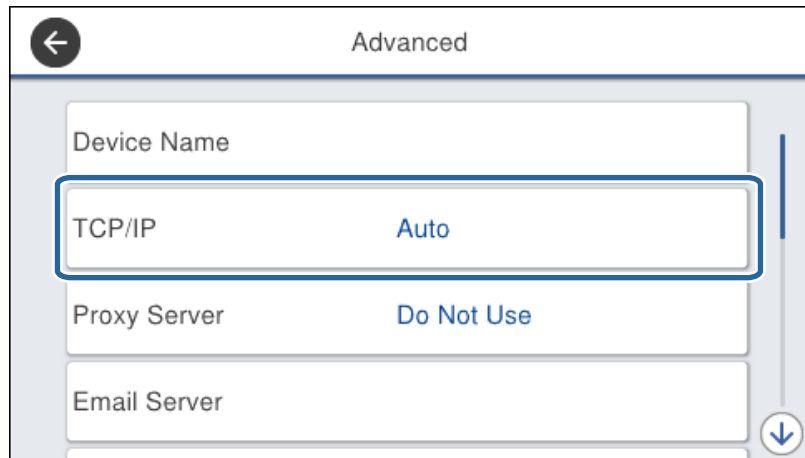 Advanced
Device Name
TCP/IP Auto
Proxy Server Do Not Use
Email Server